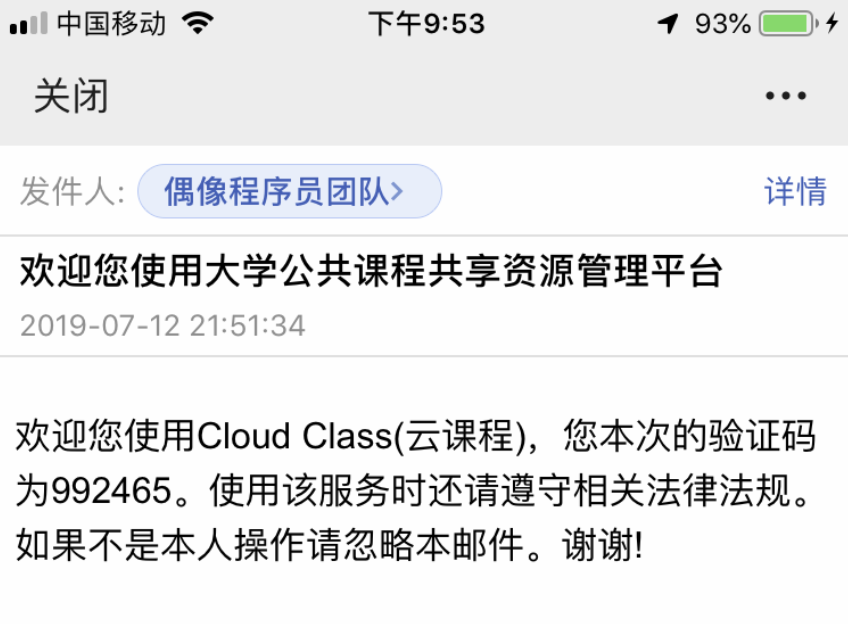 中国移动 下午9:53 93%
关闭
发件人: 偶像程序员团队> 详情
欢迎您使用大学公共课程共享资源管理平台
2019-07-12 21:51:34
欢迎您使用Cloud Class(云课程)，您本次的验证码
为992465。使用该服务时还请遵守相关法律法规。
如果不是本人操作请忽略本邮件。谢谢!